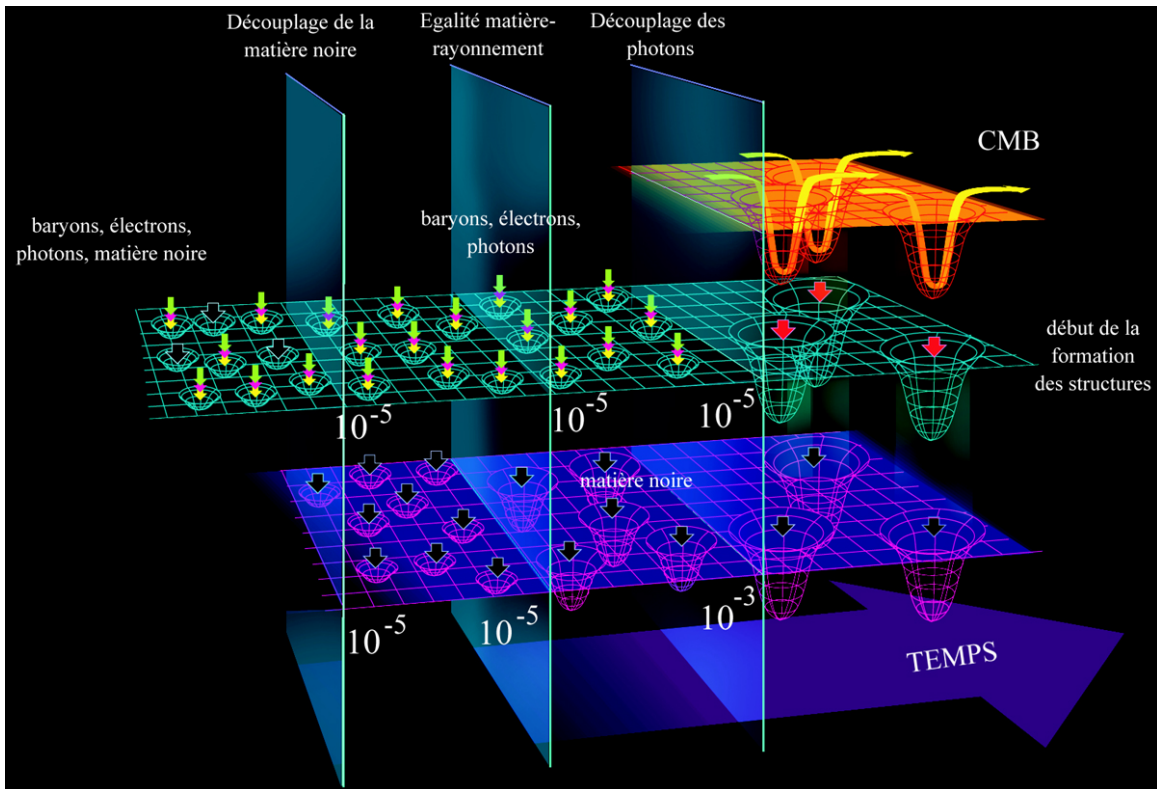 Découplage de la
matière noire
Egalité matière-
rayonnement
Découplage des
photons
CMB
baryons, électrons,
photons, matière noire
baryons, électrons,
photons
début de la
formation
des structures
10-5
10-5
10-5
matière noire
10-5
10-5
10-3
TEMPS